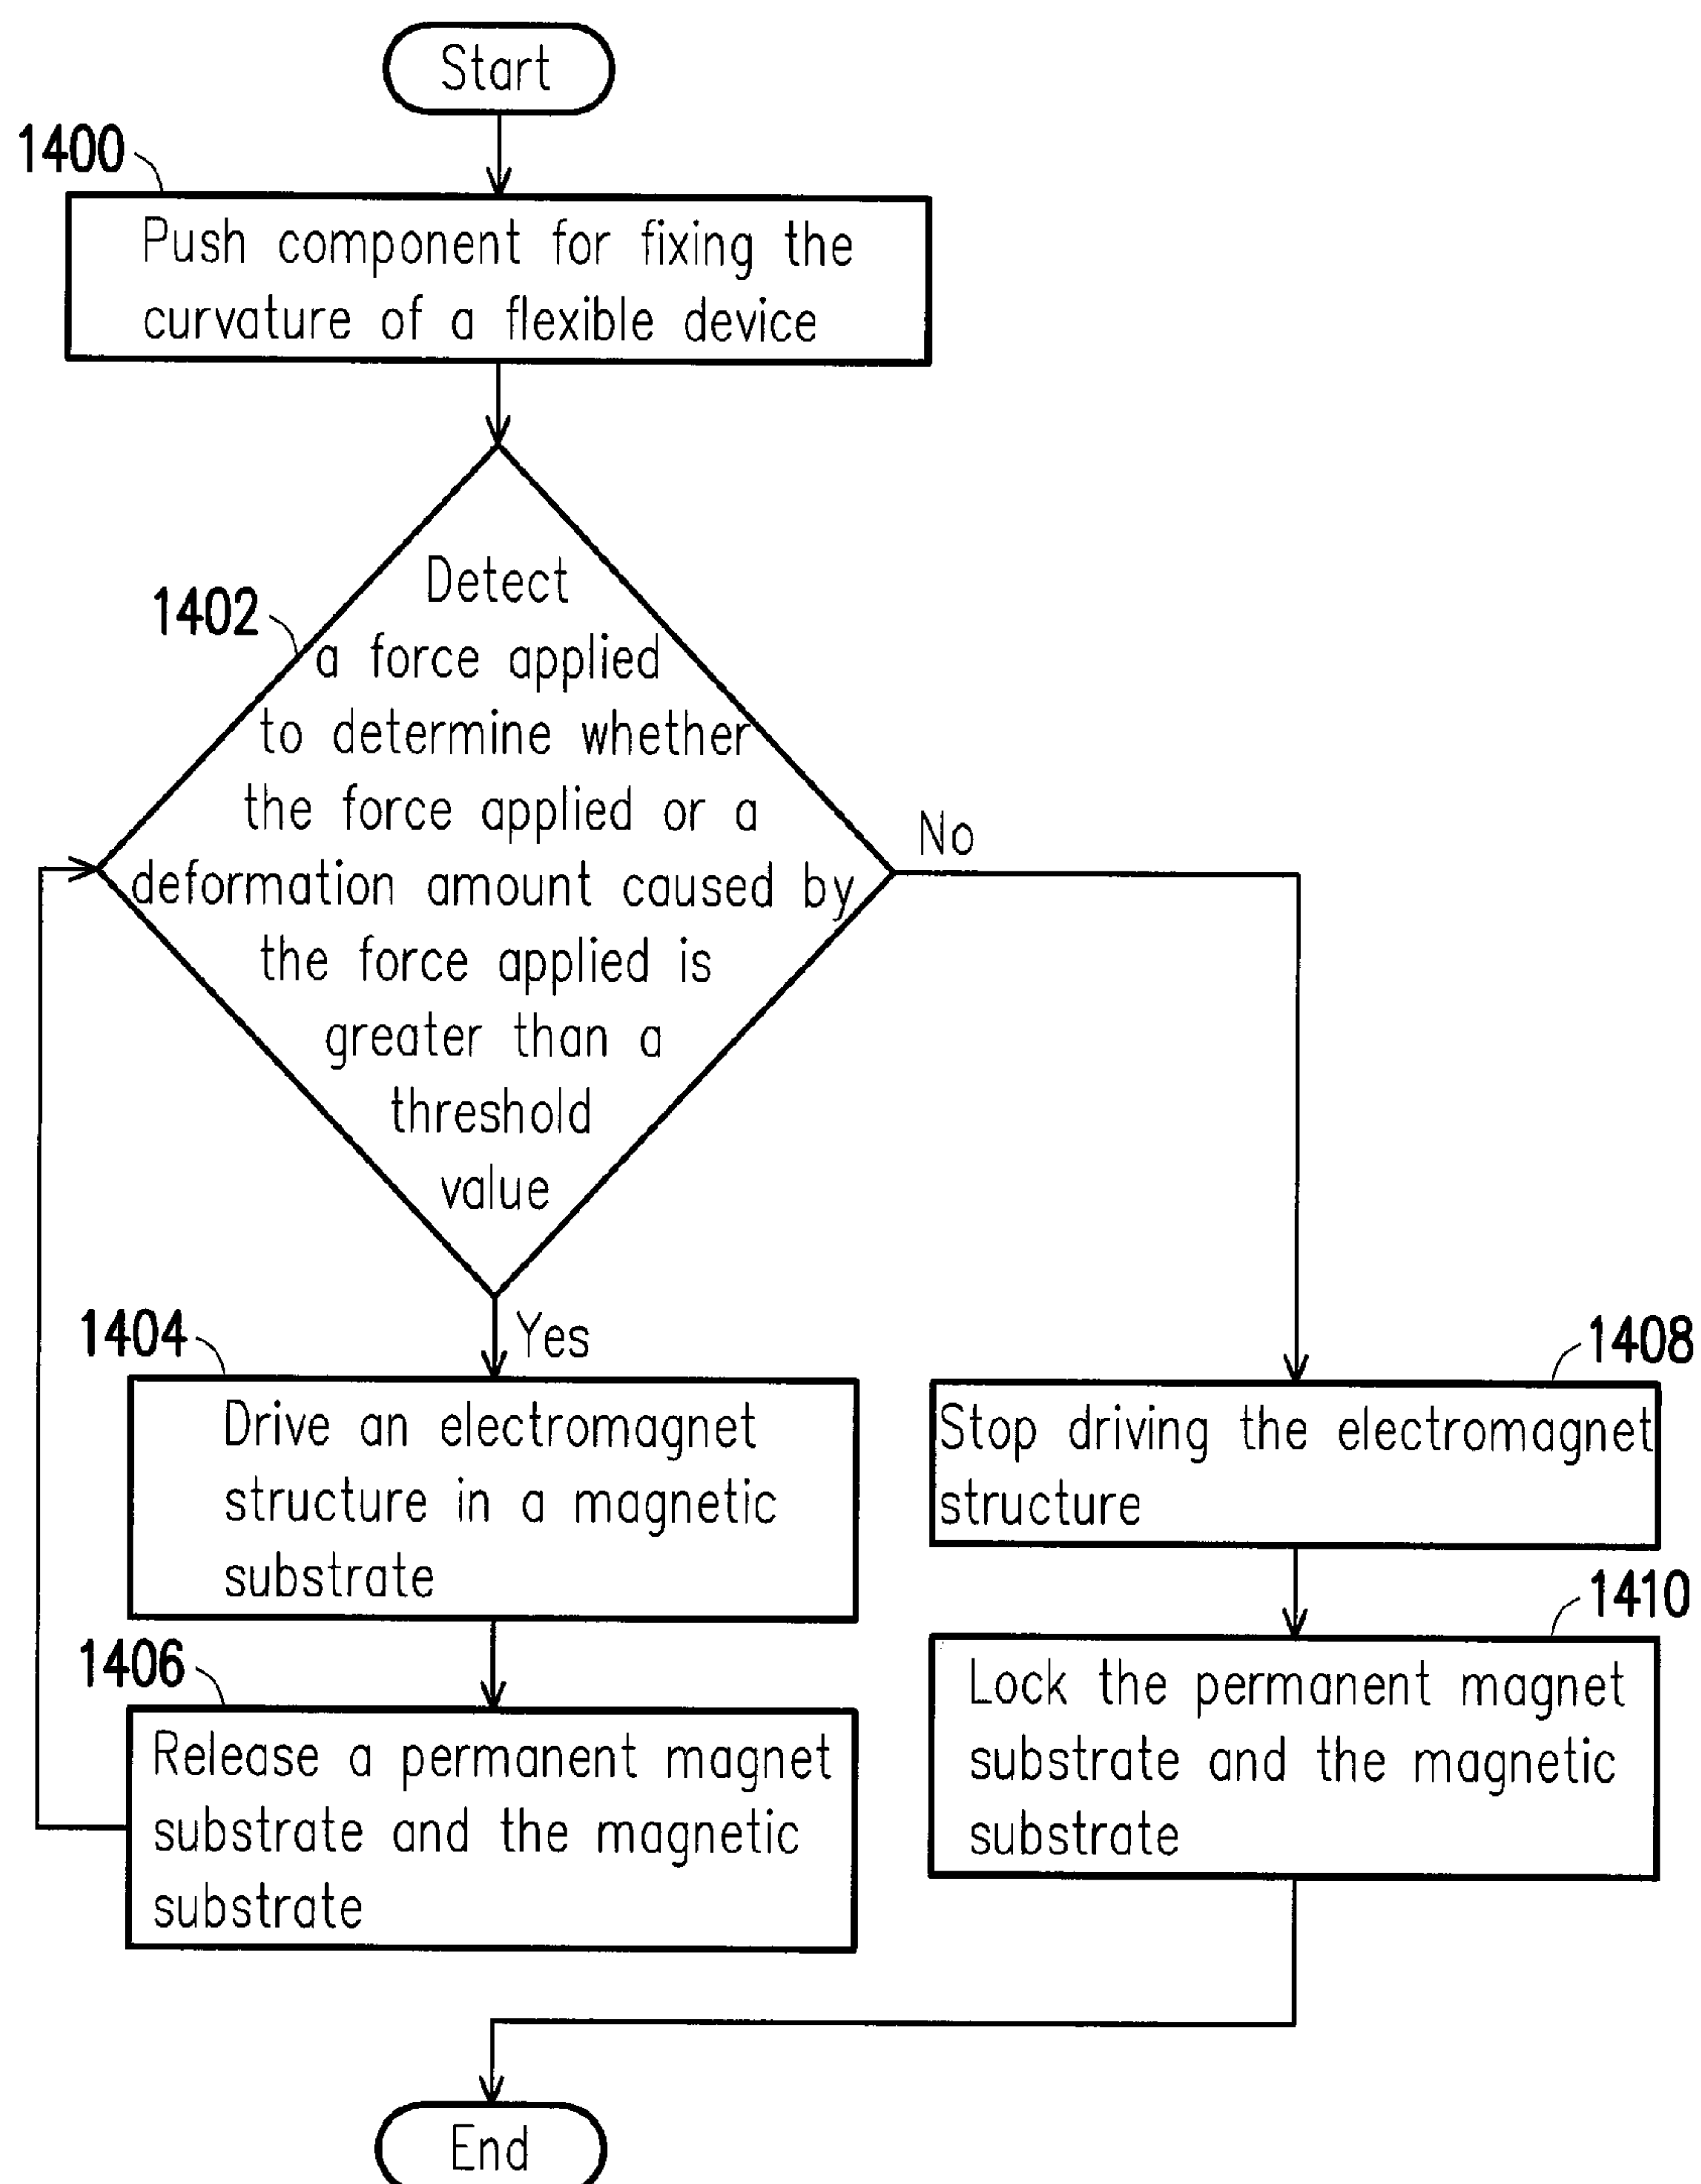 Start
1400
Push component for fixing the
curvature of a flexible device
1402
Detect
a force applied
to determine whether
the force applied or a
deformation amount caused by
the force applied is
greater than a
threshold
value
No
Yes
1404
Drive an electromagnet
structure in a magnetic
substrate
1406
Release a permanent magnet
substrate and the magnetic
substrate
1408
Stop driving the electromagnet
structure
1410
Lock the permanent magnet
substrate and the magnetic
substrate
End